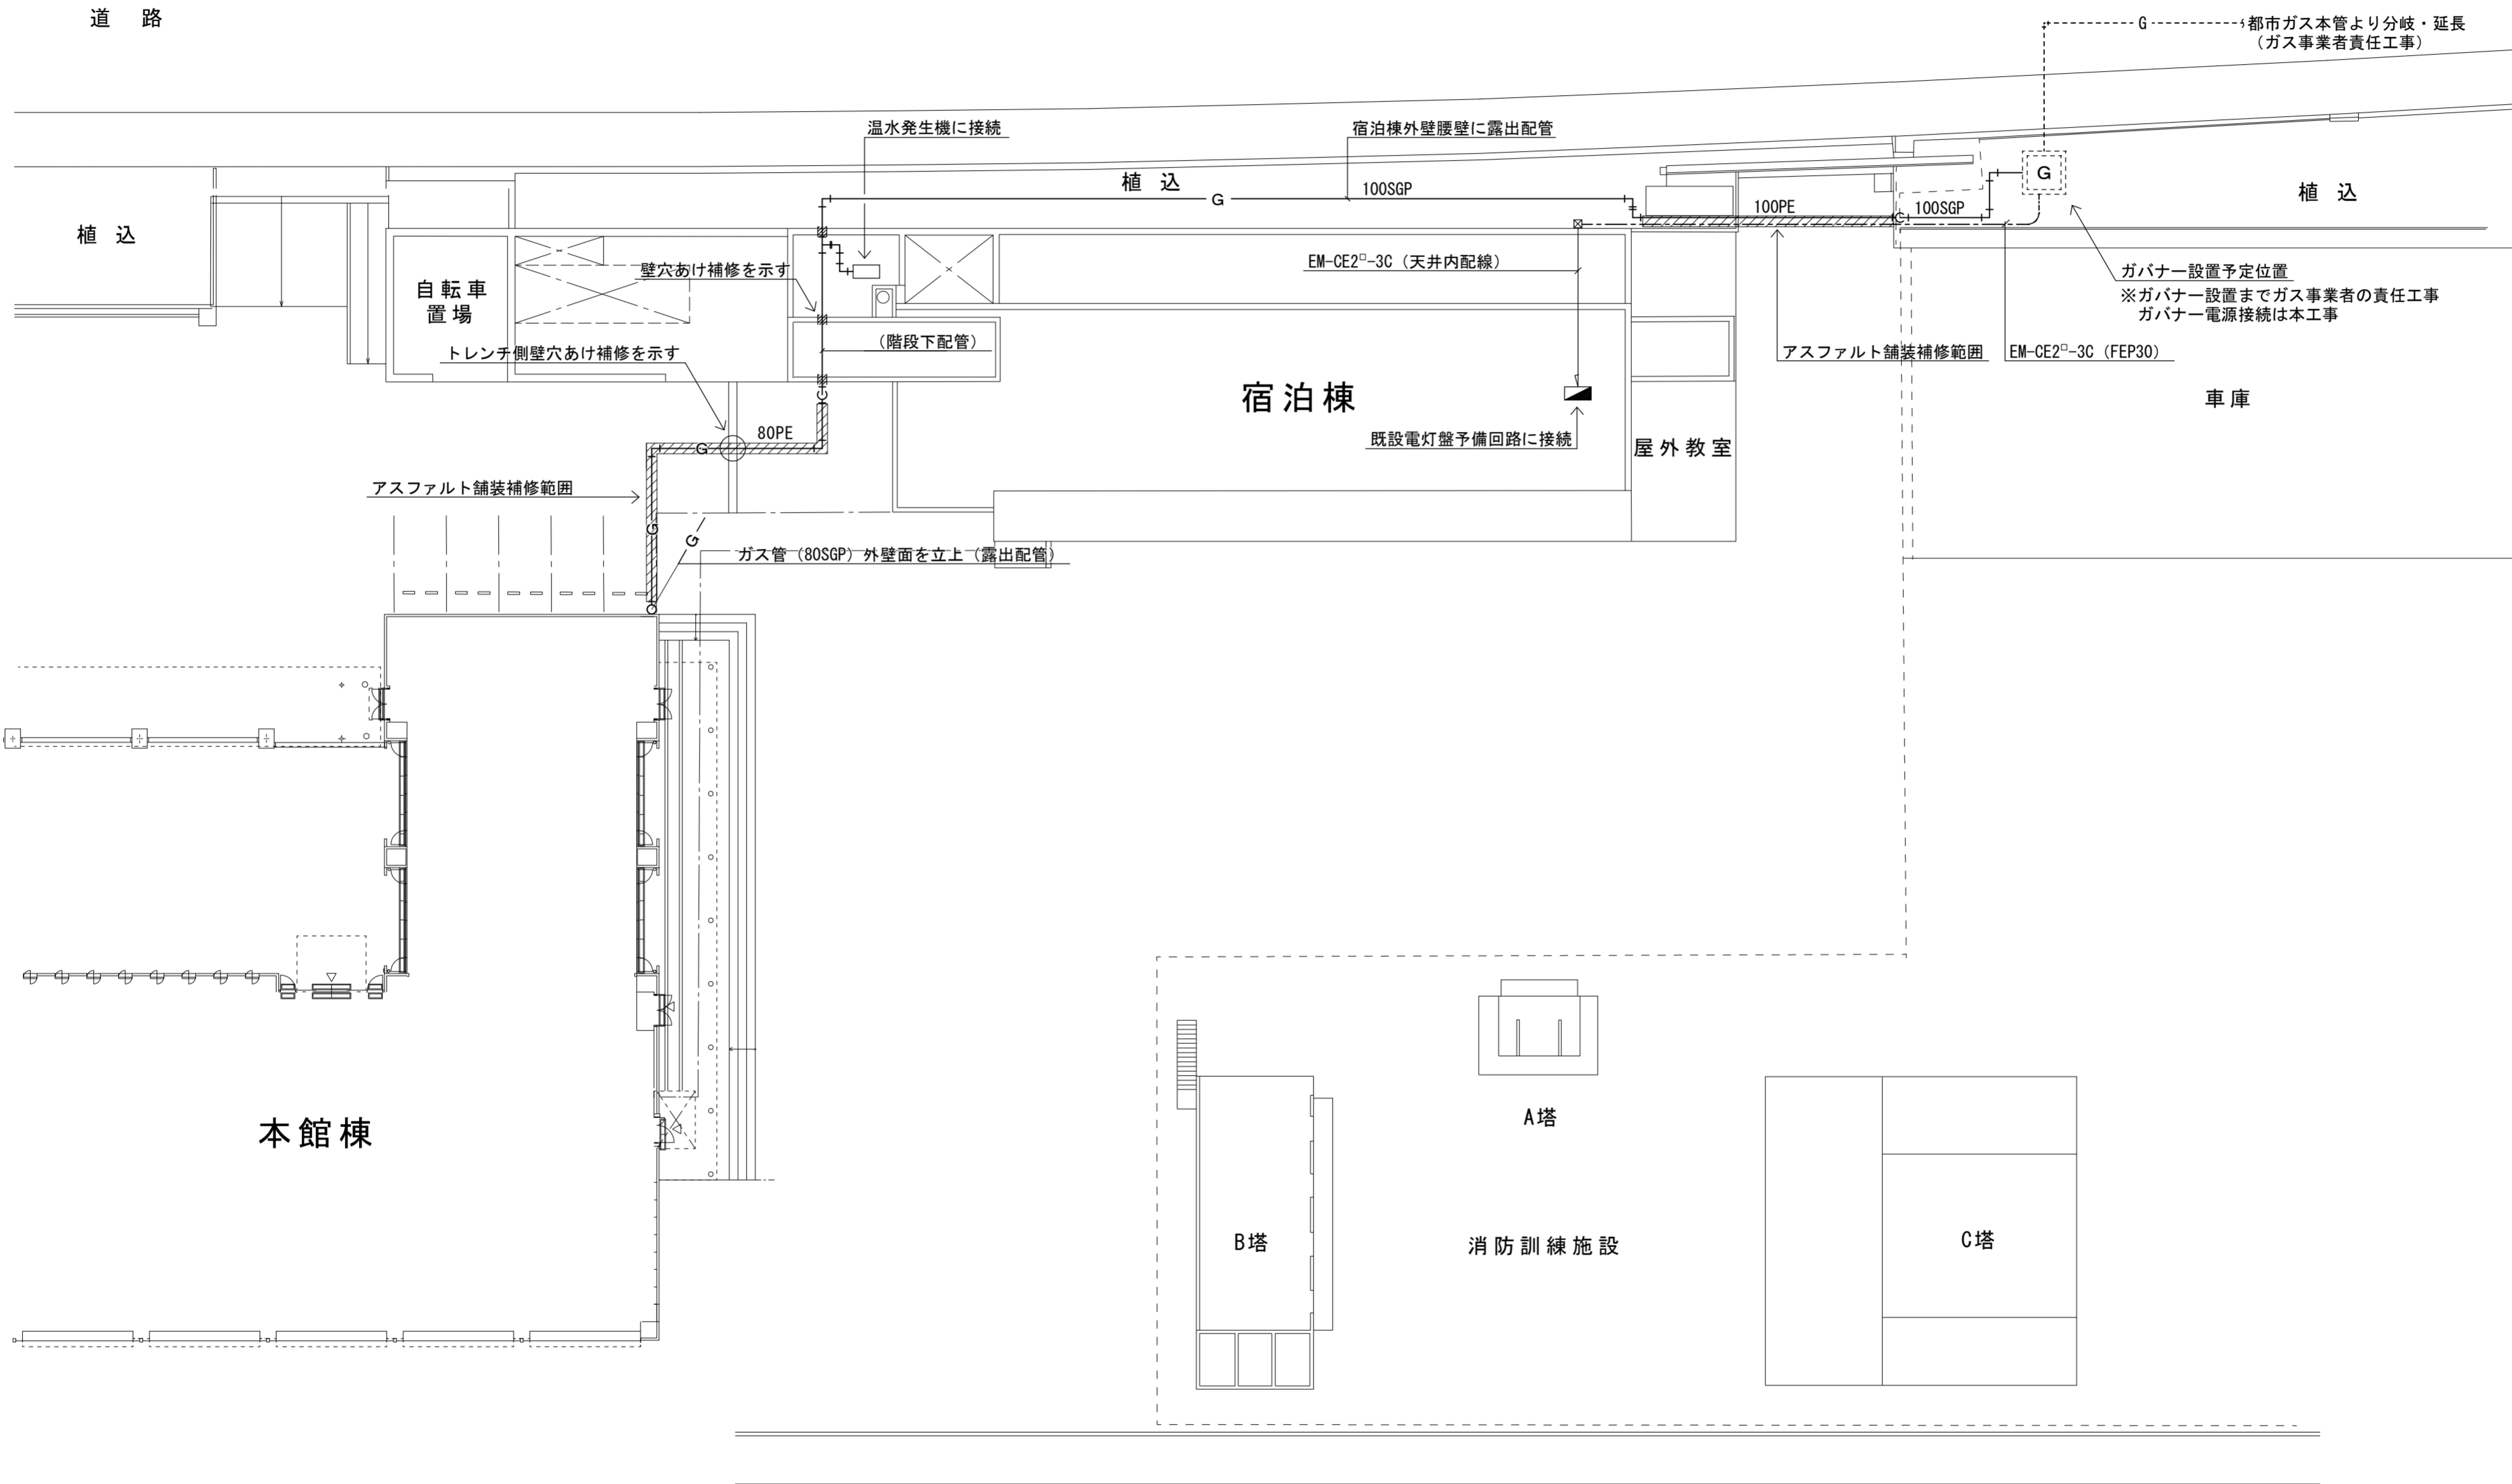 道　路
G
都市ガス本管より分岐・延長
（ガス事業者責任工事）
温水発生機に接続
宿泊棟外壁腰壁に露出配管
植　込
100SGP
G
G
100PE
G
100SGP
植　込
植　込
自転車
置場
壁穴あけ補修を示す
EM-CE2□-3C（天井内配線）
ガバナー設置予定位置
※ガバナー設置までガス事業者の責任工事
ガバナー電源接続は本工事
トレンチ側壁穴あけ補修を示す
（階段下配管）
アスファルト舗装補修範囲
EM-CE2□-3C（FEP30）
宿泊棟
車庫
G
80PE
G
既設電灯盤予備回路に接続
屋外教室
アスファルト舗装補修範囲
G
G
ガス管（80SGP）外壁面を立上（露出配管）
本館棟
A塔
B塔
消防訓練施設
C塔